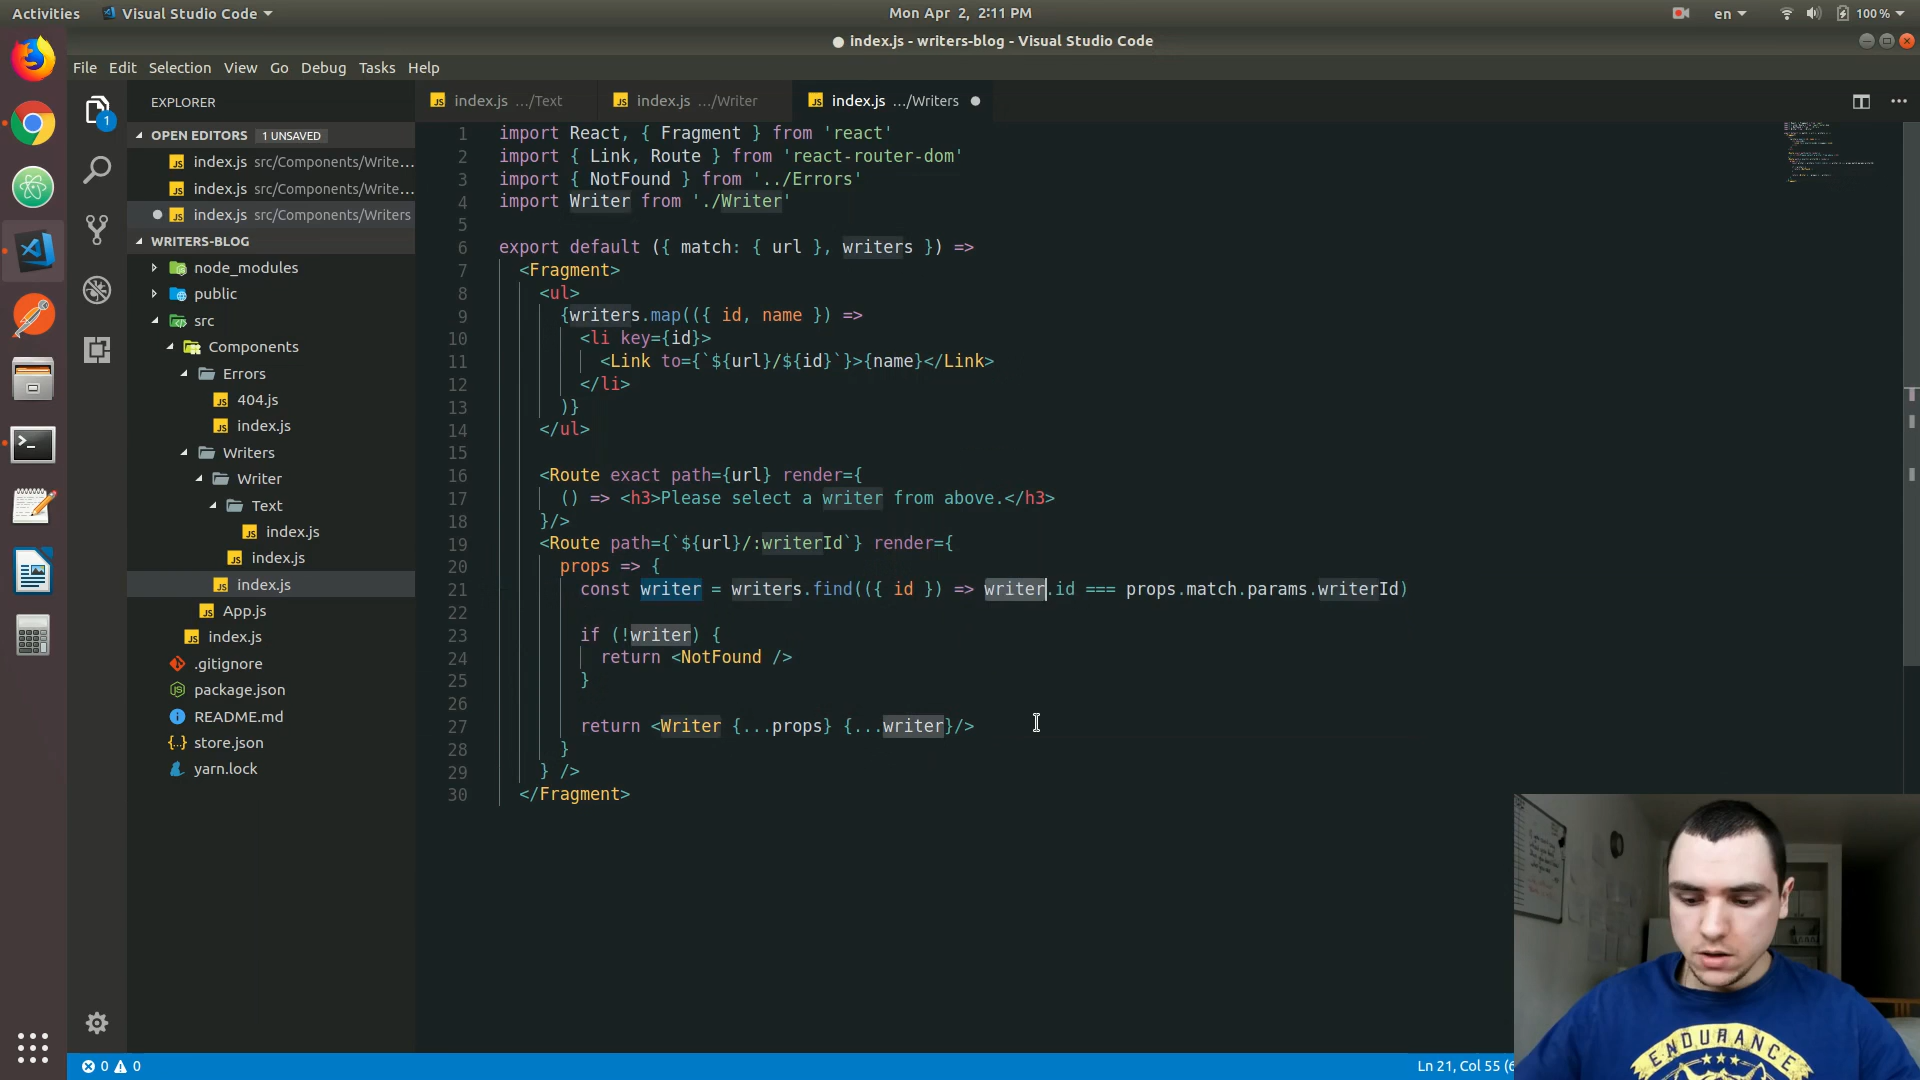 Activities
Visual Studio Code
Mon Apr 2, 2:11 PM
en
100 %
● index.js - writers-blog - Visual Studio Code
File Edit Selection View Go Debug Tasks Help
EXPLORER
OPEN EDITORS 1 UNSAVED
index.js src/Components/Write...
index.js src/Components/Write...
index.js src/Components/Writers
WRITERS-BLOG
node_modules
public
src
Components
Errors
404.js
index.js
Writers
Writer
Text
index.js
index.js
index.js
App.js
index.js
.gitignore
package.json
README.md
store.json
yarn.lock
1
index.js .../Text
index.js .../Writer
index.js .../Writers ●
1 import React, { Fragment } from 'react'
2 import { Link, Route } from 'react-router-dom'
3 import { NotFound } from '../Errors'
4 import Writer from './Writer'
5
6 export default ({ match: { url }, writers }) =>
7 <Fragment>
8 <ul>
9 {writers.map(({ id, name }) =>
10 <li key={id}>
11 <Link to={`${url}/${id}`}>{name}</Link>
12 </li>
13 )}
14 </ul>
15
16 <Route exact path={url} render={
17 () => <h3>Please select a writer from above.</h3>
18 }/>
19 <Route path={`${url}/:writerId`} render={
20 props => {
21 const writer = writers.find(({ id }) => writer.id === props.match.params.writerId)
22
23 if (!writer) {
24 return <NotFound />
25 }
26
27 return <Writer {...props} {...writer}/>
28 }
29 } />
30 </Fragment>
0 0
Ln 21, Col 55 (6
ENDURANCE